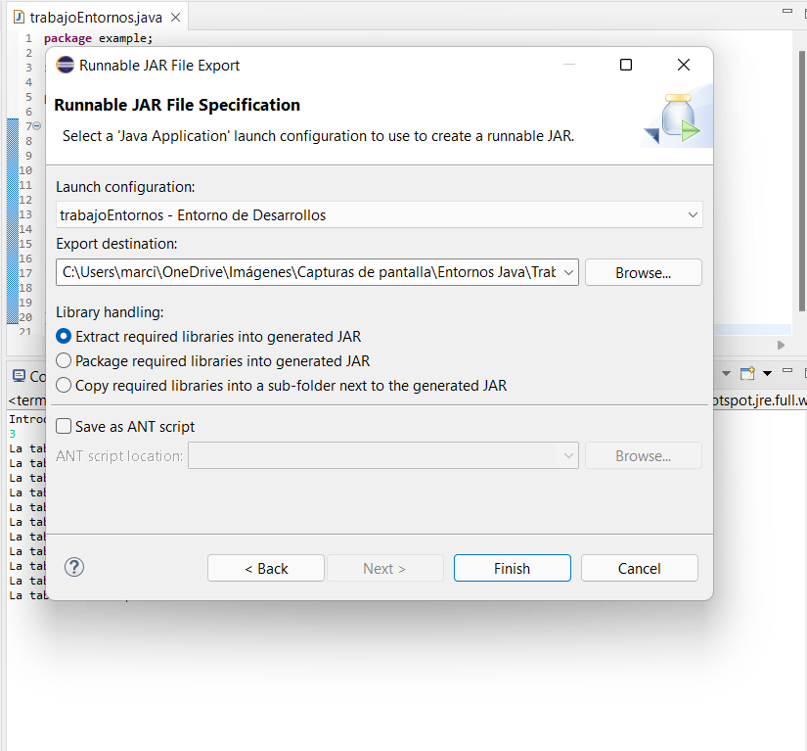 trabajoEntornos.java
1 package example;
2
3
4
5
6
7
8
9
10
11
12
13
14
15
16
17
18
19
20
21
Runnable JAR File Export
Runnable JAR File Specification
Select a 'Java Application' launch configuration to use to create a runnable JAR.
Launch configuration:
trabajoEntornos - Entorno de Desarrollos
Export destination:
C:\Users\marci\OneDrive\Imágenes\Capturas de pantalla\Entornos Java\Trab
Browse...
Library handling:
Extract required libraries into generated JAR
Package required libraries into generated JAR
Copy required libraries into a sub-folder next to the generated JAR
Save as ANT script
ANT script location:
Browse...
< Back
Next >
Finish
Cancel
Co
<term
otspot.jre.full.w
Introd
3
La tab
La tab
La tab
La tab
La tab
La tab
La tab
La tab
La tab
La tab
La tab